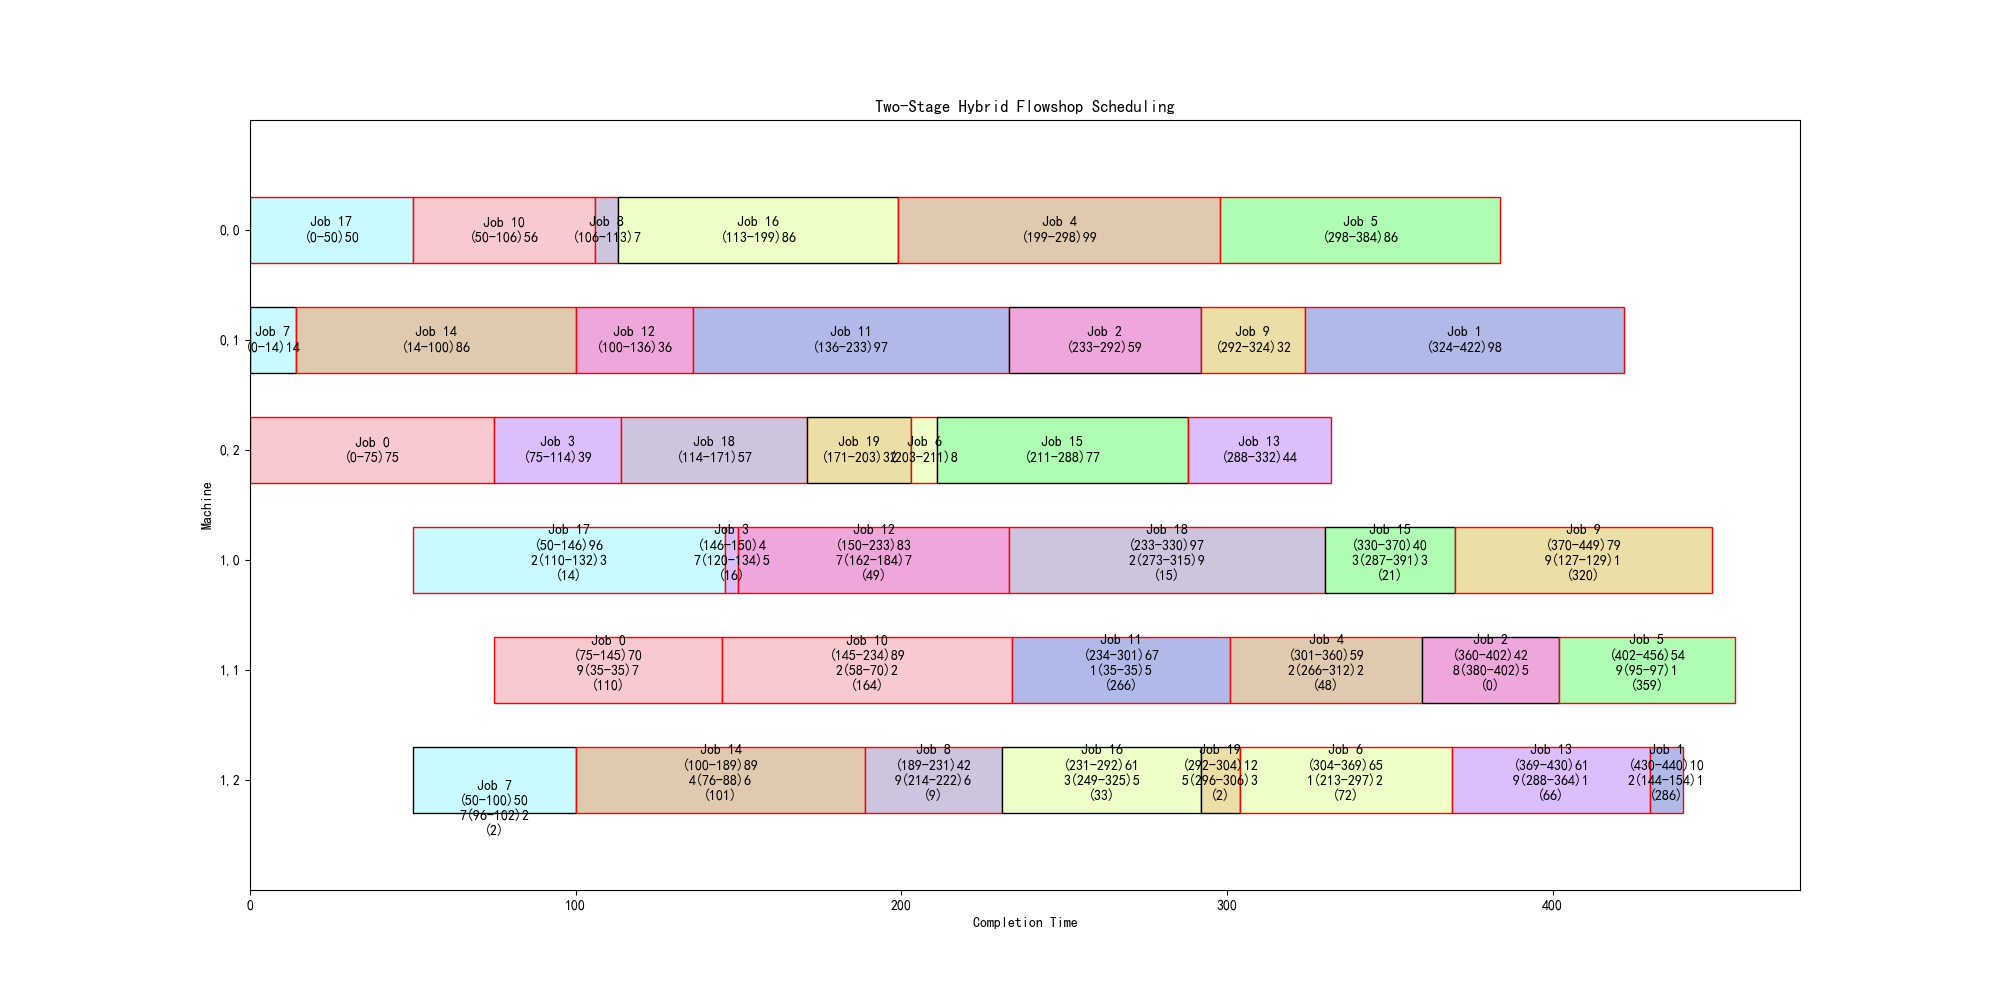 Two-Stage Hybrid Flowshop Scheduling
Machine
0,0
Job 17
(0-50)50
Job 10
(50-106)56
Job 8
(106-113)7
Job 16
(113-199)86
Job 4
(199-298)99
Job 5
(298-384)86
0,1
Job 7
(0-14)14
Job 14
(14-100)86
Job 12
(100-136)36
Job 11
(136-233)97
Job 2
(233-292)59
Job 9
(292-324)32
Job 1
(324-422)98
0,2
Job 0
(0-75)75
Job 3
(75-114)39
Job 18
(114-171)57
Job 19
(171-203)32
Job 6
(203-211)8
Job 15
(211-288)77
Job 13
(288-332)44
1,0
Job 17
(50-146)96
2(110-132)3
(14)
Job 3
(146-150)4
7(120-134)5
(16)
Job 12
(150-233)83
7(162-184)7
(49)
Job 18
(233-330)97
2(273-315)9
(15)
Job 15
(330-370)40
3(287-391)3
(21)
Job 9
(370-449)79
9(127-129)1
(320)
1,1
Job 0
(75-145)70
9(35-35)7
(110)
Job 10
(145-234)89
2(58-70)2
(164)
Job 11
(234-301)67
1(35-35)5
(266)
Job 4
(301-360)59
2(266-312)2
(48)
Job 2
(360-402)42
8(380-402)5
(0)
Job 5
(402-456)54
9(95-97)1
(359)
1,2
Job 7
(50-100)50
7(96-102)2
(2)
Job 14
(100-189)89
4(76-88)6
(101)
Job 8
(189-231)42
9(214-222)6
(9)
Job 16
(231-292)61
3(249-325)5
(33)
Job 19
(292-304)12
5(296-306)3
(2)
Job 6
(304-369)65
1(213-297)2
(72)
Job 13
(369-430)61
9(288-364)1
(66)
Job 1
(430-440)10
2(144-154)1
(286)
0
100
200
300
400
Completion Time